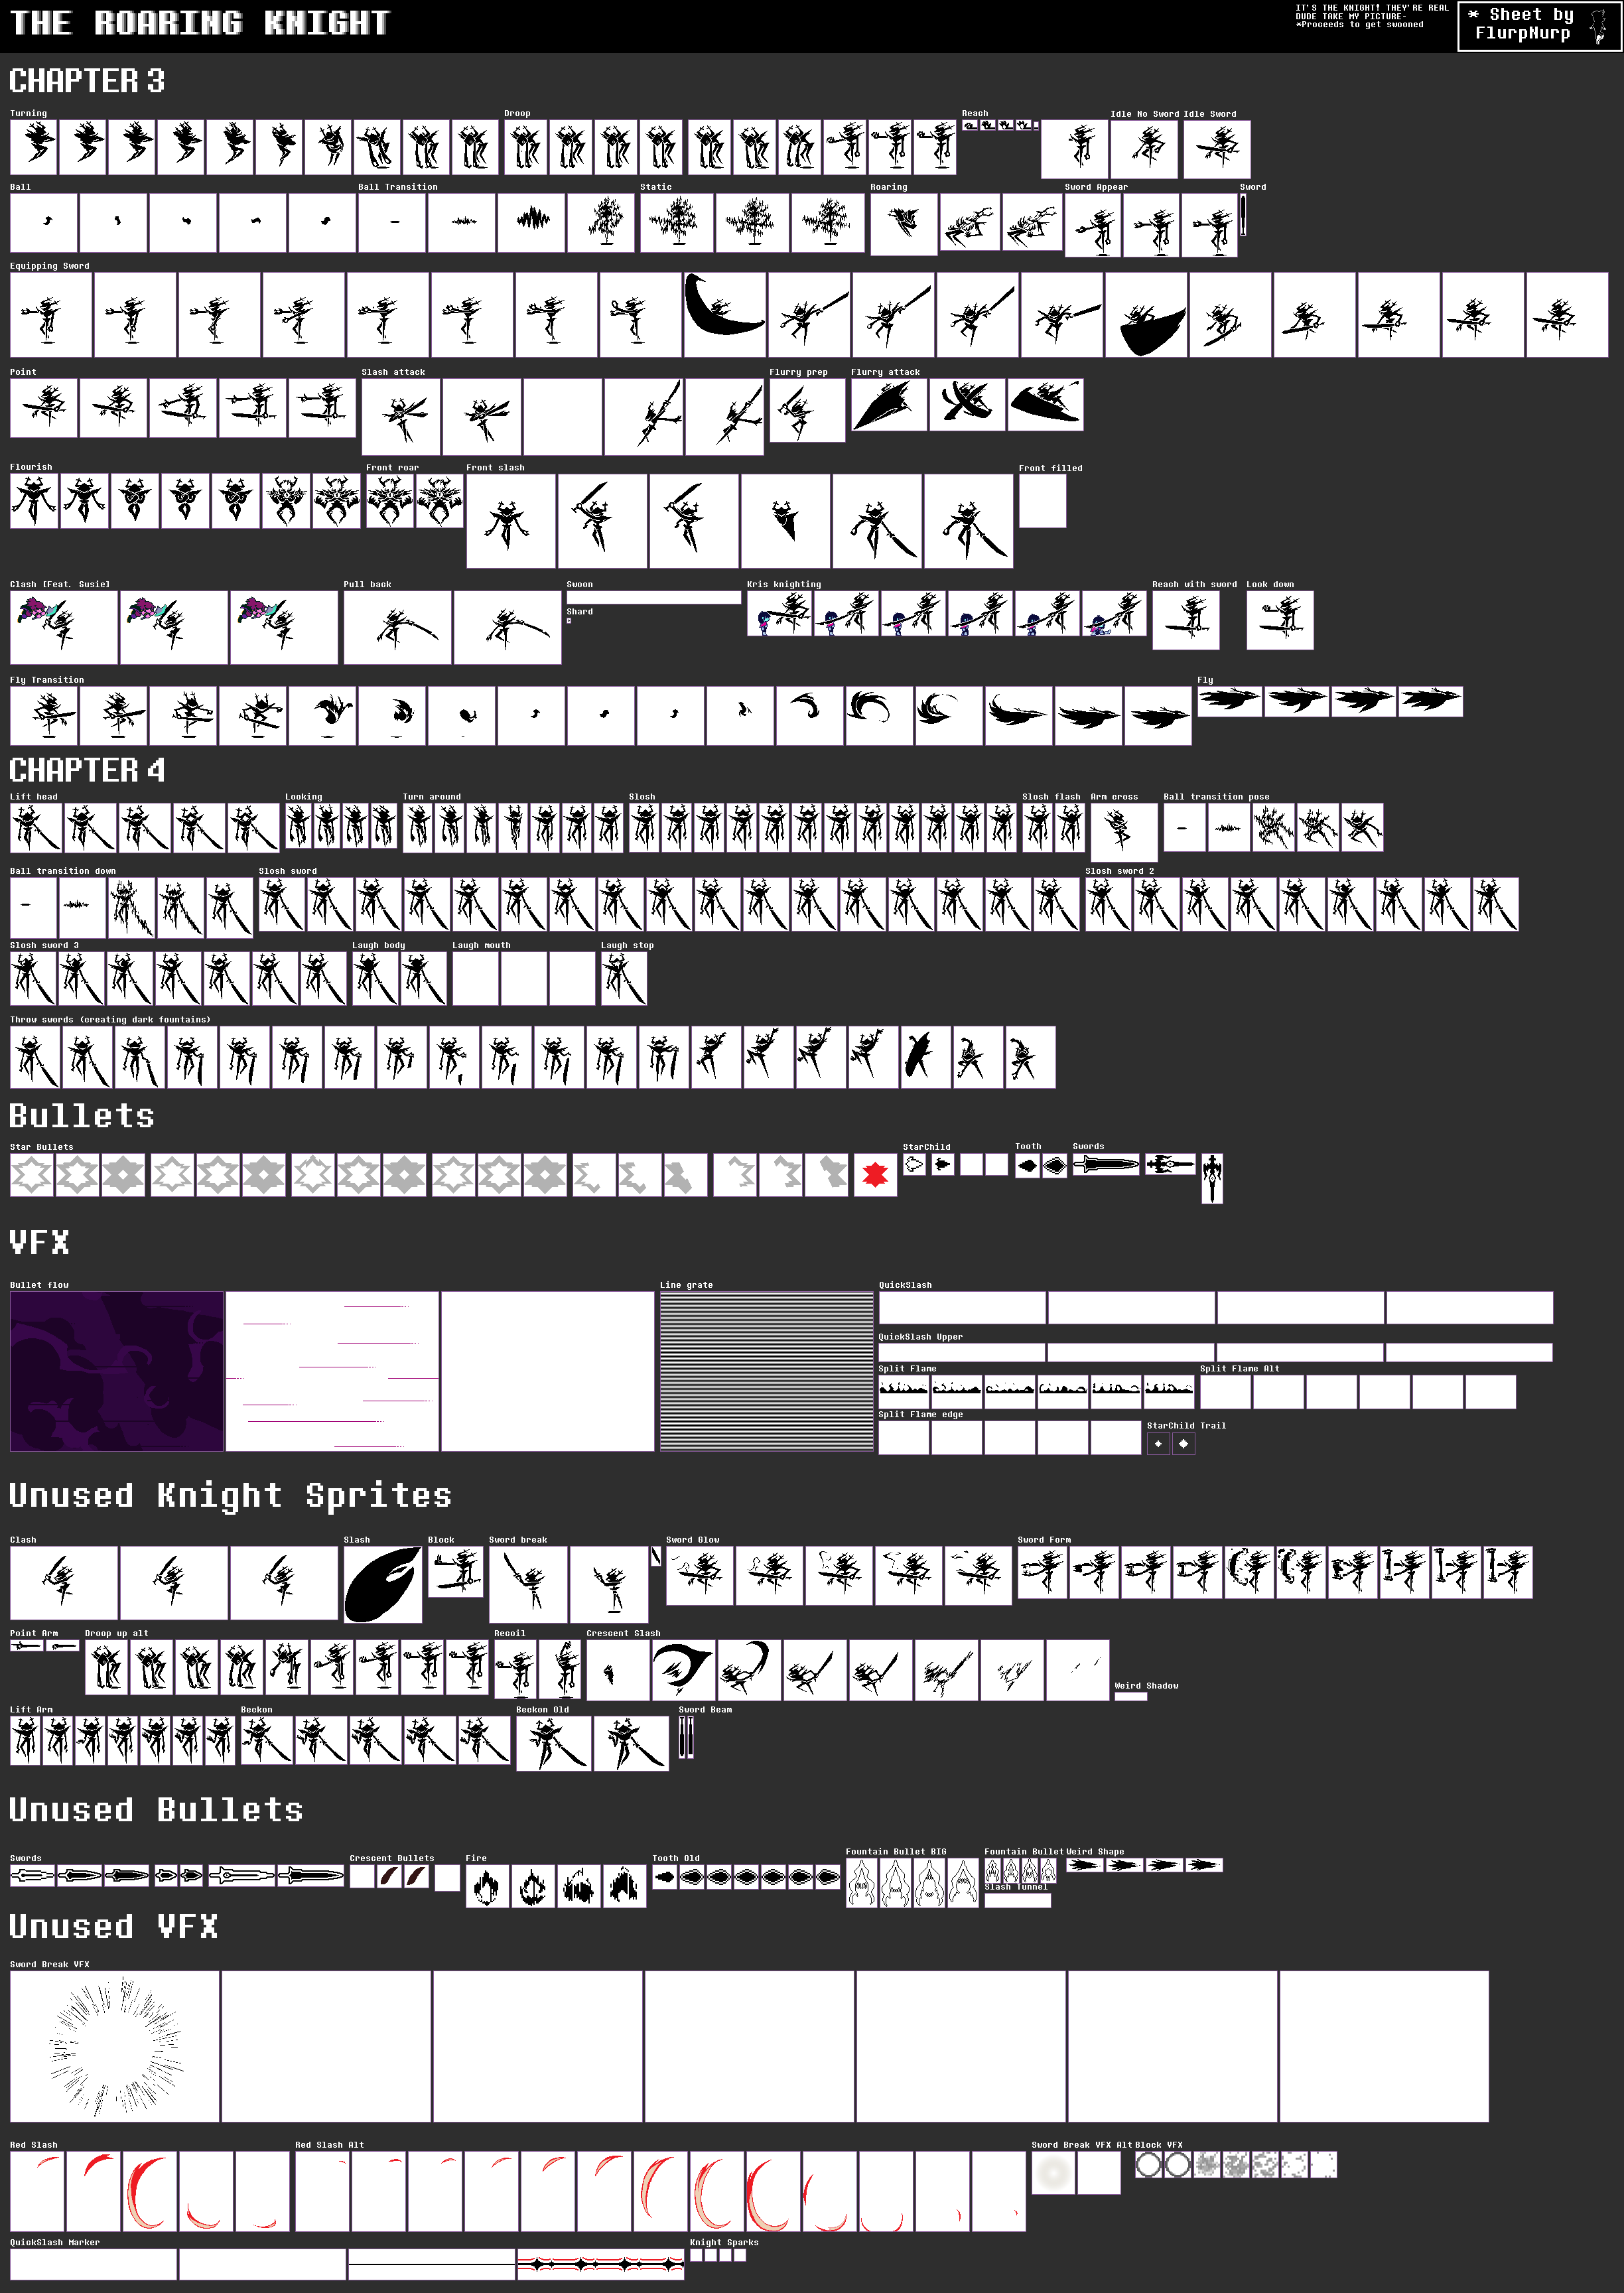 THE ROARING KNIGHT
IT'S THE KNIGHT! THEY'RE REAL
DUDE TAKE MY PICTURE-
*Proceeds to get swooned
* Sheet by
FlurpNurp
CHAPTER 3
Turning
Droop
Reach
Idle No Sword
Idle Sword
Ball
Ball Transition
Static
Roaring
Sword Appear
Sword
Equipping Sword
Point
Slash attack
Flurry prep
Flurry attack
Flourish
Front roar
Front slash
Front filled
Clash [Feat. Susie]
Pull back
Swoon
Shard
Kris knighting
Reach with sword
Look down
Fly Transition
Fly
CHAPTER 4
Lift head
Looking
Turn around
Slosh
Slosh flash
Arm cross
Ball transition pose
Ball transition down
Slosh sword
Slosh sword 2
Slosh sword 3
Laugh body
Laugh mouth
Laugh stop
Throw swords (creating dark fountains)
Bullets
Star Bullets
StarChild
Tooth
Swords
VFX
Bullet flow
Line grate
QuickSlash
QuickSlash Upper
Split Flame
Split Flame Alt
Split Flame edge
StarChild Trail
Unused Knight Sprites
Clash
Slash
Block
Sword break
Sword Glow
Sword Form
Point Arm
Droop up alt
Recoil
Crescent Slash
Weird Shadow
Lift Arm
Beckon
Beckon Old
Sword Beam
Unused Bullets
Swords
Crescent Bullets
Fire
Tooth Old
Fountain Bullet BIG
Fountain Bullet
Weird Shape
Slash Tunnel
Unused VFX
Sword Break VFX
Red Slash
Red Slash Alt
Sword Break VFX Alt
Block VFX
QuickSlash Marker
Knight Sparks